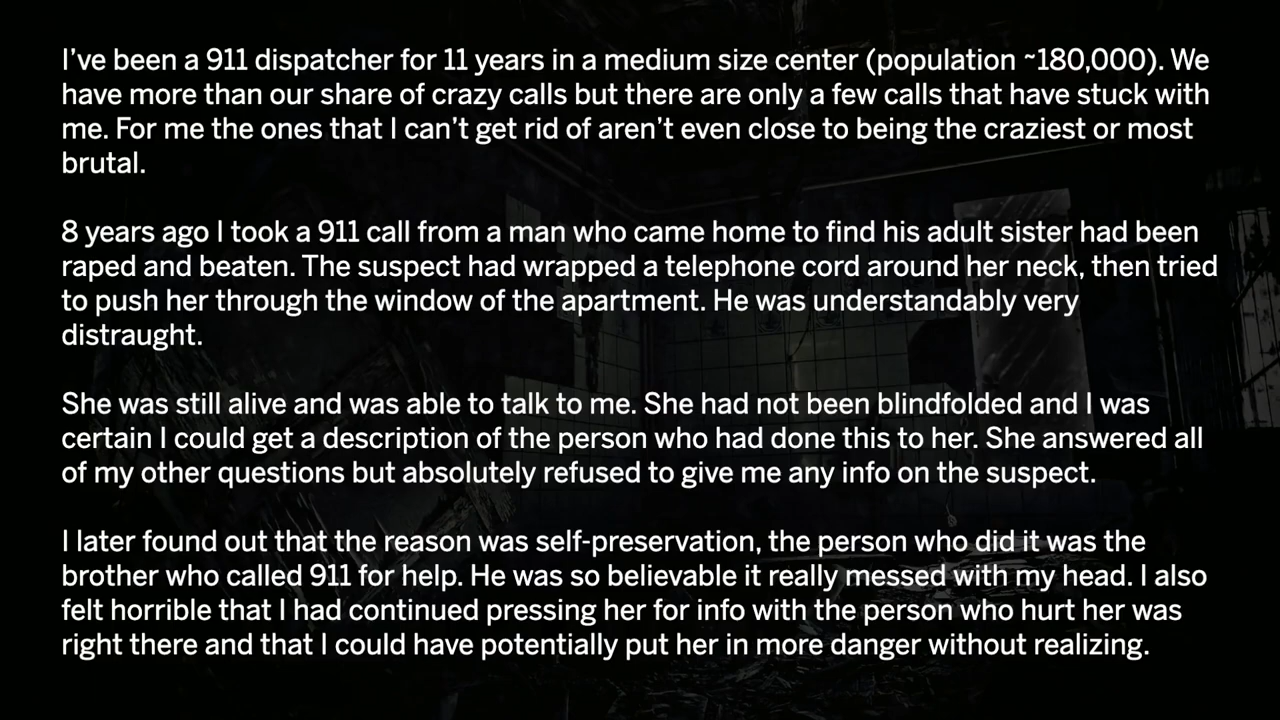 I've been a 911 dispatcher for 11 years in a medium size center (population ~180,000). We
have more than our share of crazy calls but there are only a few calls that have stuck with
me. For me the ones that I can't get rid of aren't even close to being the craziest or most
brutal.
8 years ago I took a 911 call from a man who came home to find his adult sister had been
raped and beaten. The suspect had wrapped a telephone cord around her neck, then tried
to push her through the window of the apartment. He was understandably very
distraught.
She was still alive and was able to talk to me. She had not been blindfolded and I was
certain I could get a description of the person who had done this to her. She answered all
of my other questions but absolutely refused to give me any info on the suspect.
I later found out that the reason was self-preservation, the person who did it was the
brother who called 911 for help. He was so believable it really messed with my head. I also
felt horrible that I had continued pressing her for info with the person who hurt her was
right there and that I could have potentially put her in more danger without realizing.